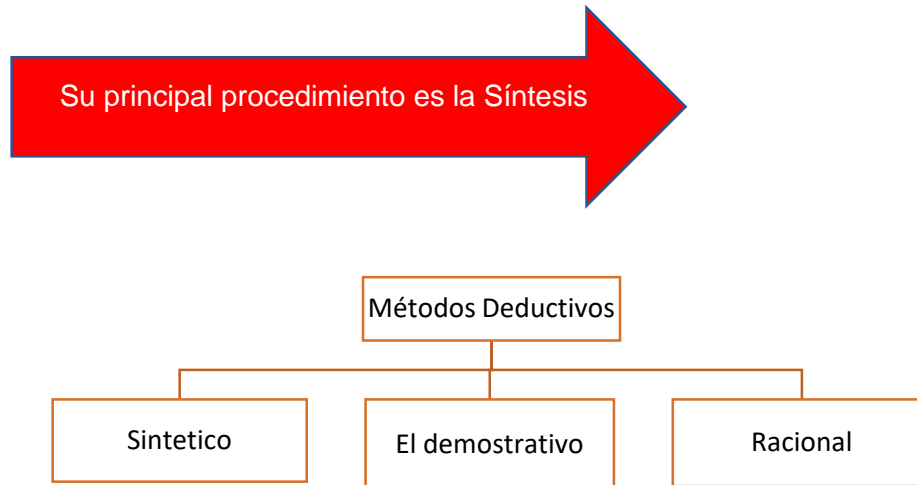 Su principal procedimiento es la Síntesis
Métodos Deductivos
Sintetico
El demostrativo
Racional